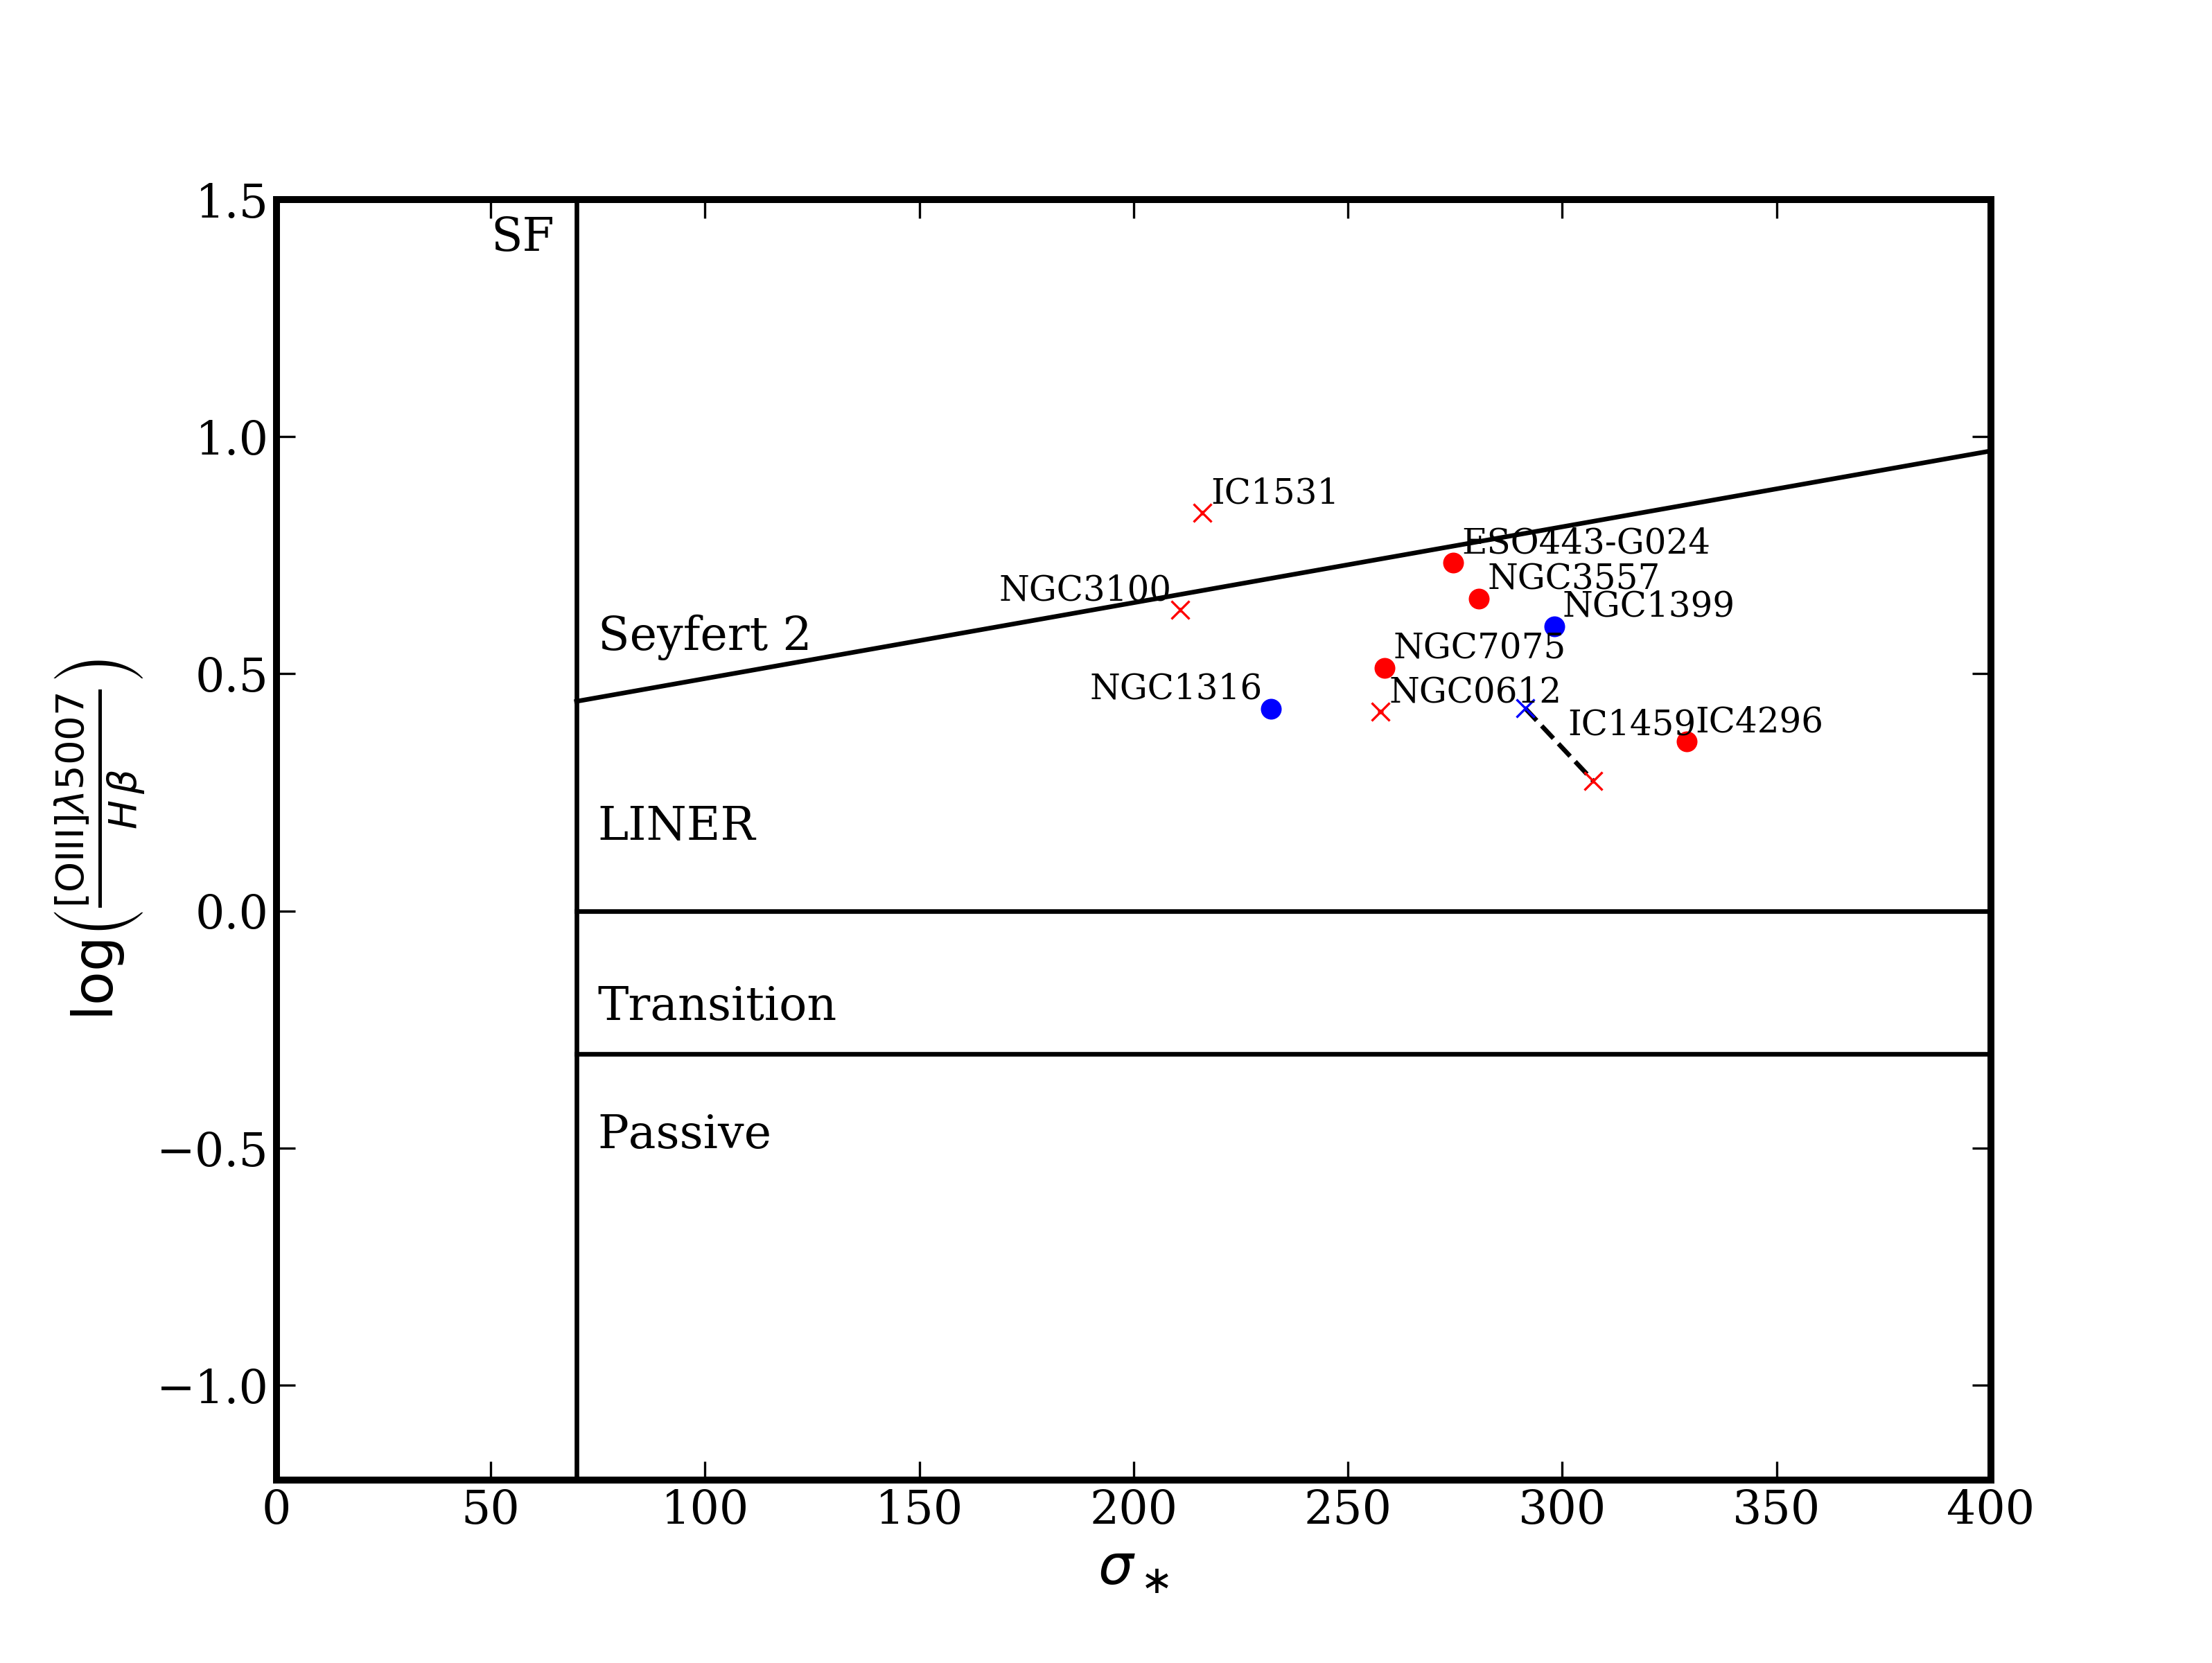 1.5
1.0
0.5
0.0
−0.5
−1.0
0
50
100
150
200
250
300
350
400
log([OIII]λ5007 / Hβ)
σ∗
SF
Seyfert 2
LINER
Transition
Passive
IC1531
ESO443-G024
NGC3557
NGC3100
NGC1399
NGC7075
NGC1316
NGC0612
IC1459
IC4296